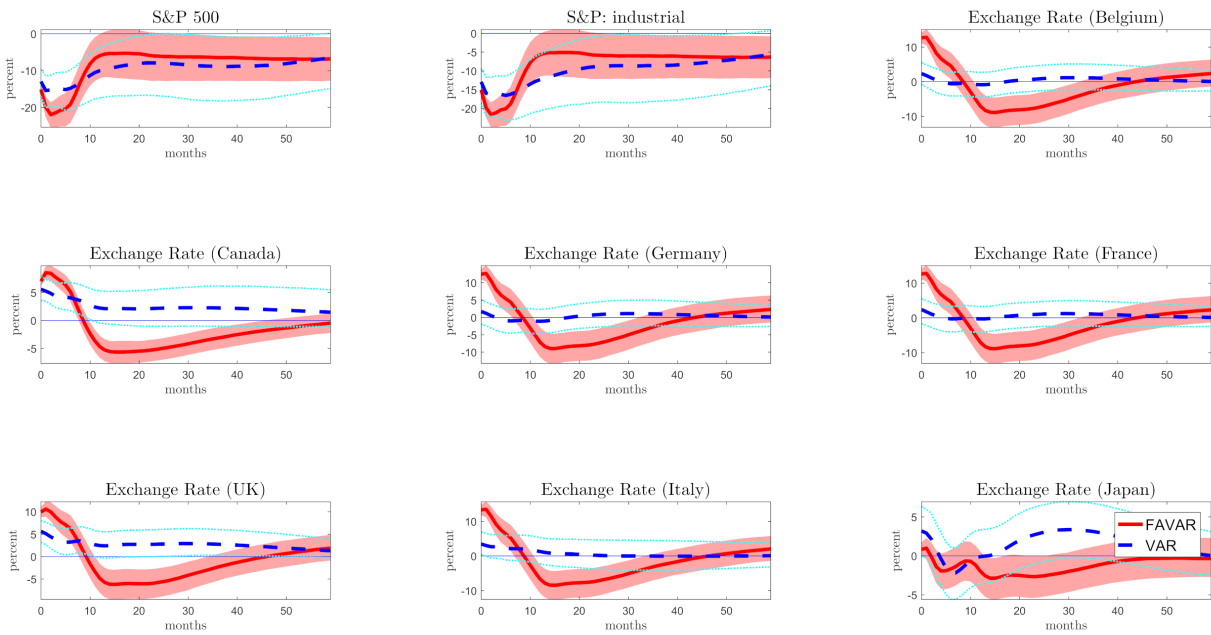 S&P 500
0
-10
-20
percent
0 10 20 30 40 50
months
S&P: industrial
0
-5
-10
-15
-20
percent
0 10 20 30 40 50
months
Exchange Rate (Belgium)
10
0
-10
percent
0 10 20 30 40 50
months
Exchange Rate (Canada)
5
0
-5
percent
0 10 20 30 40 50
months
Exchange Rate (Germany)
10
5
0
-5
-10
percent
0 10 20 30 40 50
months
Exchange Rate (France)
10
0
-10
percent
0 10 20 30 40 50
months
Exchange Rate (UK)
10
5
0
-5
percent
0 10 20 30 40 50
months
Exchange Rate (Italy)
10
0
-10
percent
0 10 20 30 40 50
months
Exchange Rate (Japan)
5
0
-5
percent
0 10 20 30 40 50
months
FAVAR
VAR